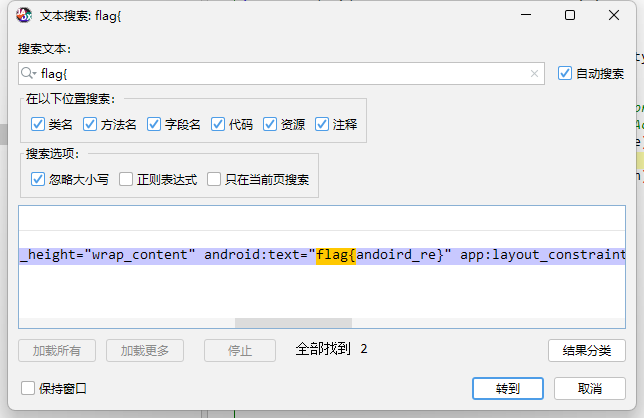 文本搜索: flag{
搜索文本:
flag{
自动搜索
在以下位置搜索:
类名 方法名 字段名 代码 资源 注释
搜索选项:
忽略大小写 正则表达式 只在当前页搜索
_height="wrap_content" android:text="flag{andoird_re}" app:layout_constraint
加载所有 加载更多 停止 全部找到 2 结果分类
保持窗口 转到 取消